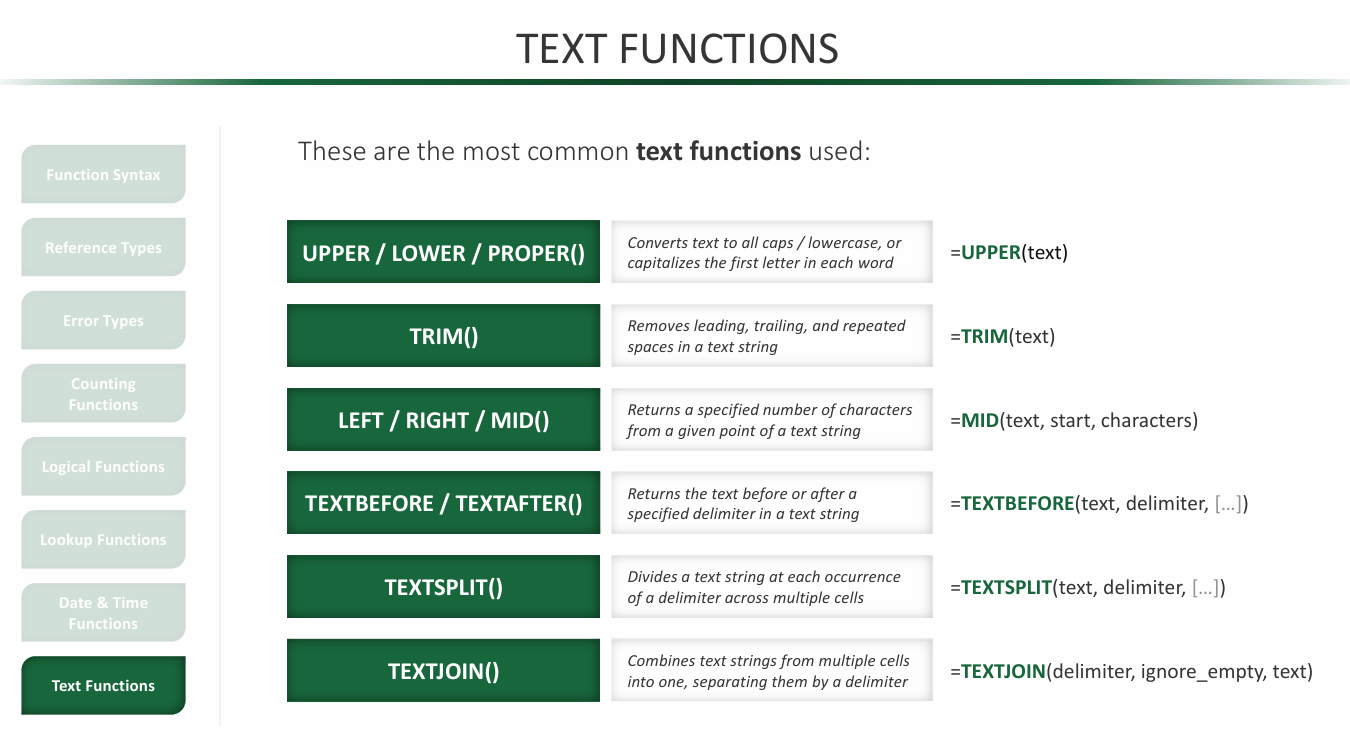 TEXT FUNCTIONS
Function Syntax
Reference Types
Error Types
Counting
Functions
Logical Functions
Lookup Functions
Date & Time
Functions
Text Functions
These are the most common text functions used:
UPPER / LOWER / PROPER()
Converts text to all caps / lowercase, or
capitalizes the first letter in each word
=UPPER(text)
TRIM()
Removes leading, trailing, and repeated
spaces in a text string
=TRIM(text)
LEFT / RIGHT / MID()
Returns a specified number of characters
from a given point of a text string
=MID(text, start, characters)
TEXTBEFORE / TEXTAFTER()
Returns the text before or after a
specified delimiter in a text string
=TEXTBEFORE(text, delimiter, [...])
TEXTSPLIT()
Divides a text string at each occurrence
of a delimiter across multiple cells
=TEXTSPLIT(text, delimiter, [...])
TEXTJOIN()
Combines text strings from multiple cells
into one, separating them by a delimiter
=TEXTJOIN(delimiter, ignore_empty, text)